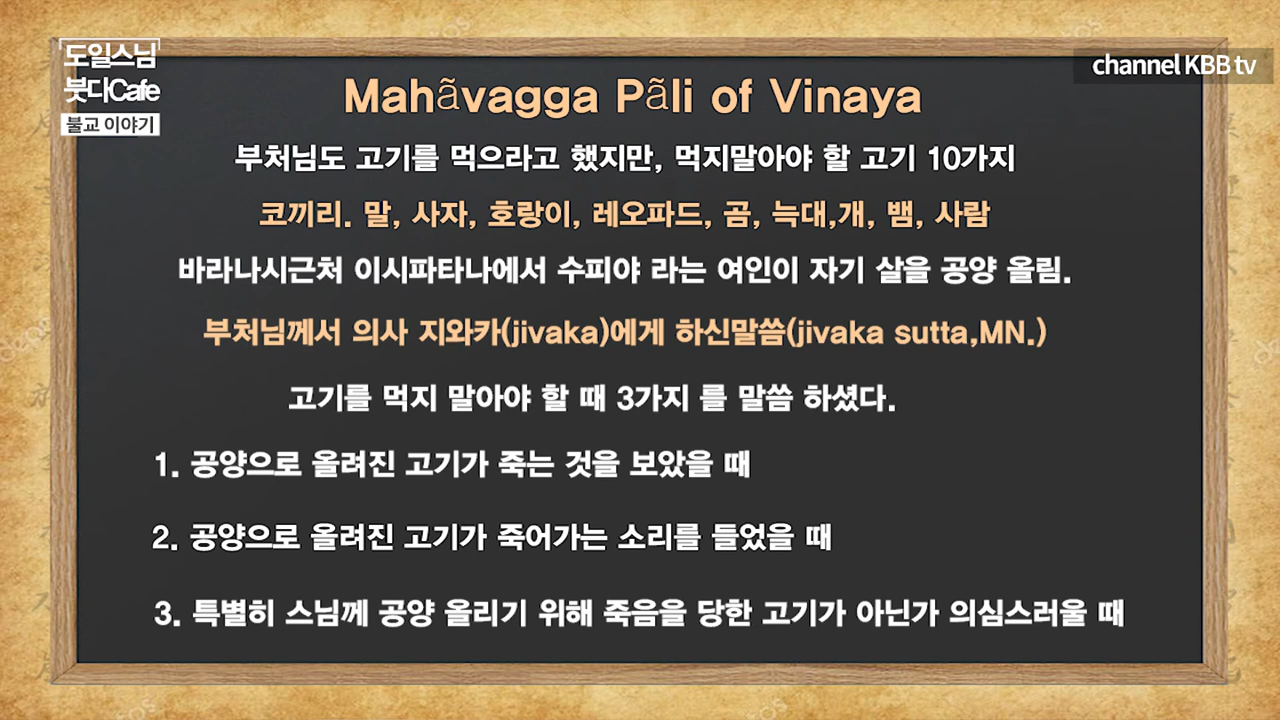 도일스님
붓다Cafe
불교 이야기
channel KBB tv
Mahãvagga Pãli of Vinaya
부처님도 고기를 먹으라고 했지만, 먹지말아야 할 고기 10가지
코끼리. 말, 사자, 호랑이, 레오파드, 곰, 늑대,개, 뱀, 사람
바라나시근처 이시파타나에서 수피야 라는 여인이 자기 살을 공양 올림.
부처님께서 의사 지와카(jivaka)에게 하신말씀(jivaka sutta,MN.)
고기를 먹지 말아야 할 때 3가지 를 말씀 하셨다.
1. 공양으로 올려진 고기가 죽는 것을 보았을 때
2. 공양으로 올려진 고기가 죽어가는 소리를 들었을 때
3. 특별히 스님께 공양 올리기 위해 죽음을 당한 고기가 아닌가 의심스러울 때